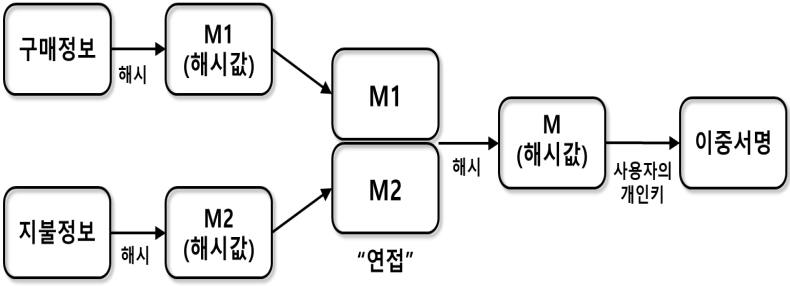 구매정보
해시
M1
(해시값)
M1
지불정보
해시
M2
(해시값)
M2
“연접”
해시
M
(해시값)
사용자의
개인키
이중서명